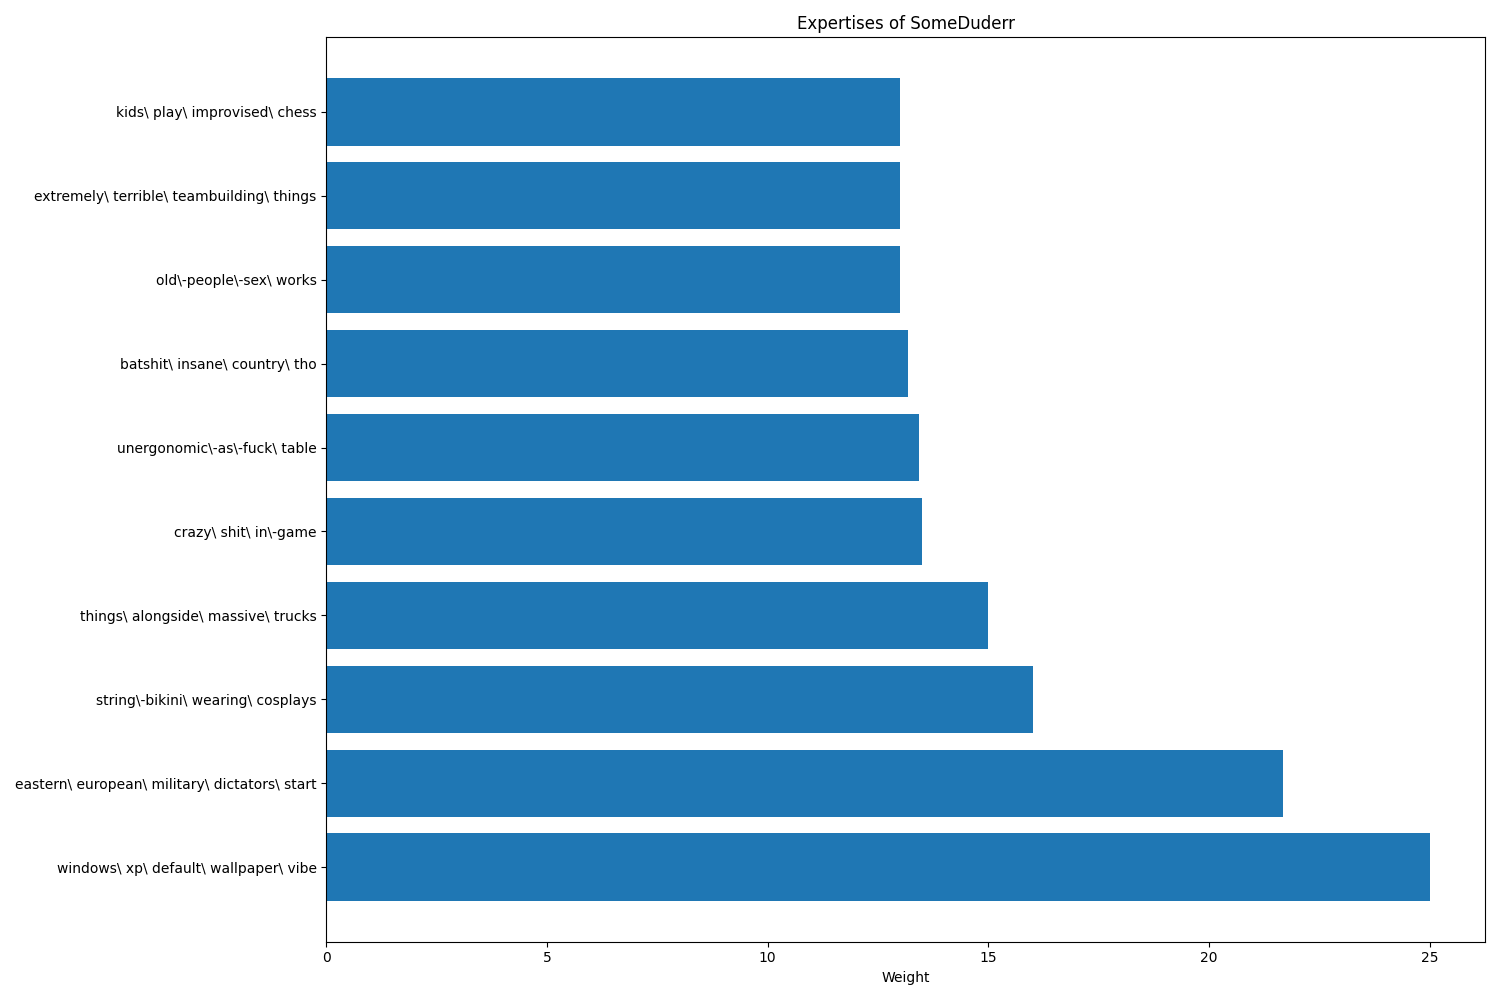 Expertises of SomeDuderr
kids\ play\ improvised\ chess
extremely\ terrible\ teambuilding\ things
old\-people\-sex\ works
batshit\ insane\ country\ tho
unergonomic\-as\-fuck\ table
crazy\ shit\ in\-game
things\ alongside\ massive\ trucks
string\-bikini\ wearing\ cosplays
eastern\ european\ military\ dictators\ start
windows\ xp\ default\ wallpaper\ vibe
0 5 10 15 20 25
Weight